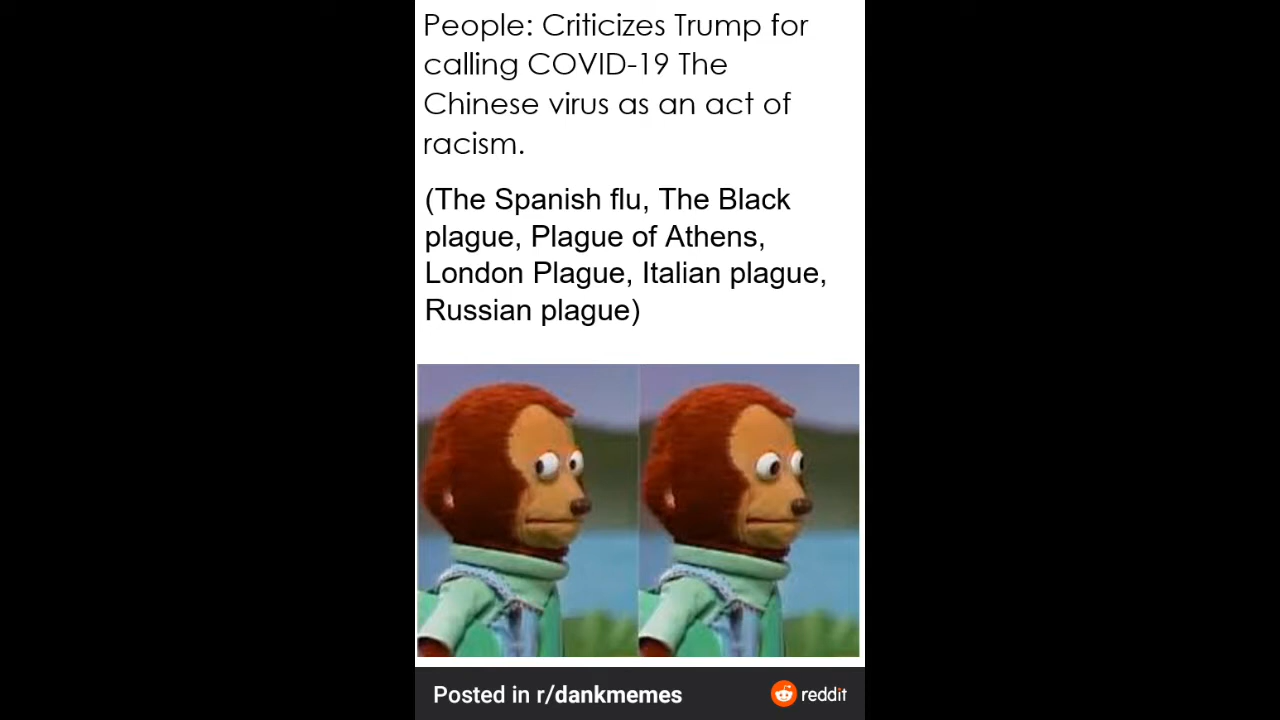 People: Criticizes Trump for
calling COVID-19 The
Chinese virus as an act of
racism.
(The Spanish flu, The Black
plague, Plague of Athens,
London Plague, Italian plague,
Russian plague)
Posted in r/dankmemes reddit